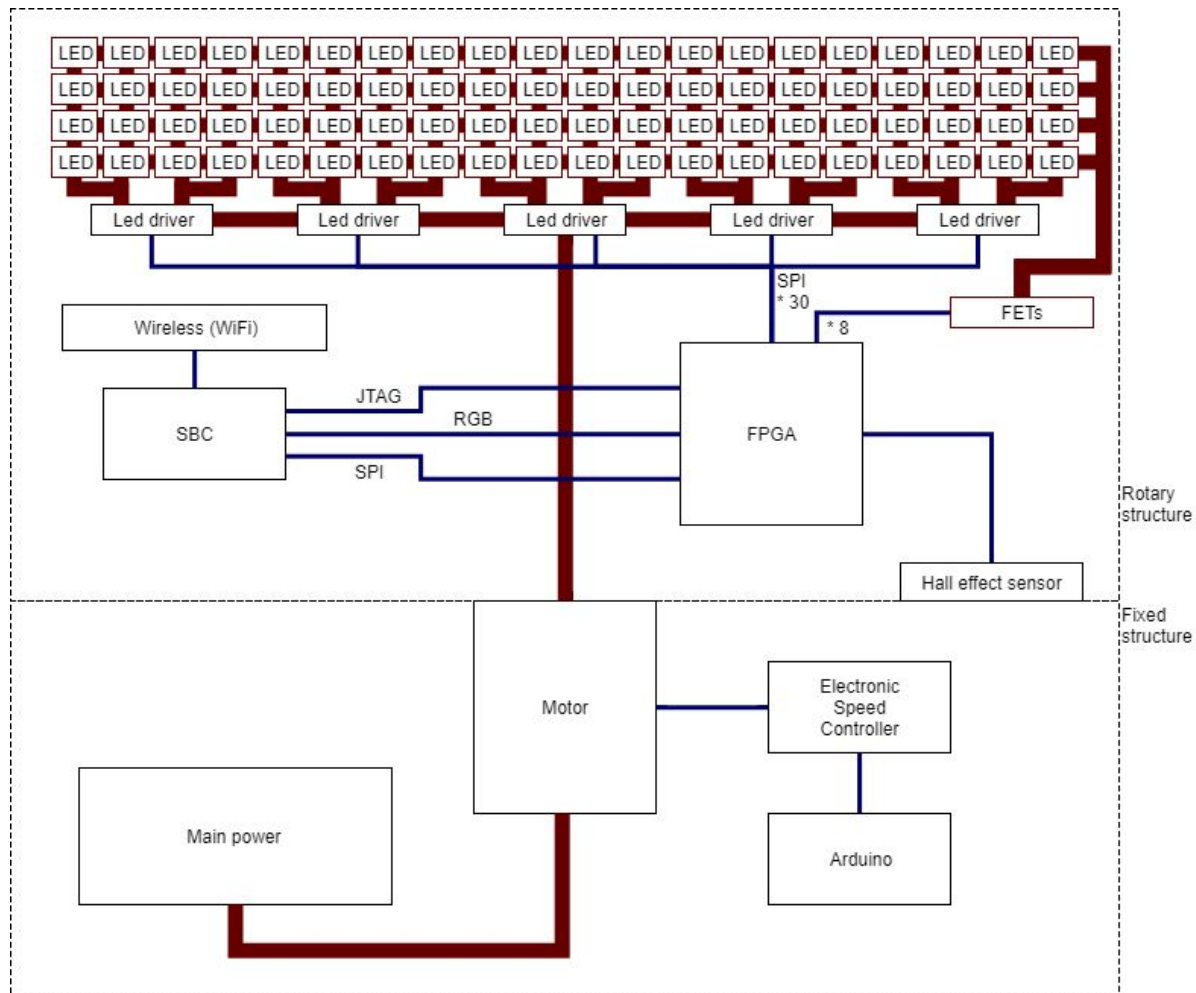 LED LED LED LED LED LED LED LED LED LED LED LED LED LED LED LED LED LED LED LED
LED LED LED LED LED LED LED LED LED LED LED LED LED LED LED LED LED LED LED LED
LED LED LED LED LED LED LED LED LED LED LED LED LED LED LED LED LED LED LED LED
LED LED LED LED LED LED LED LED LED LED LED LED LED LED LED LED LED LED LED LED
Led driver Led driver Led driver Led driver Led driver
SPI
* 30
FETs
* 8
Wireless (WiFi)
JTAG
RGB
SBC
FPGA
SPI
Rotary
structure
Hall effect sensor
Fixed
structure
Electronic
Speed
Controller
Motor
Main power
Arduino